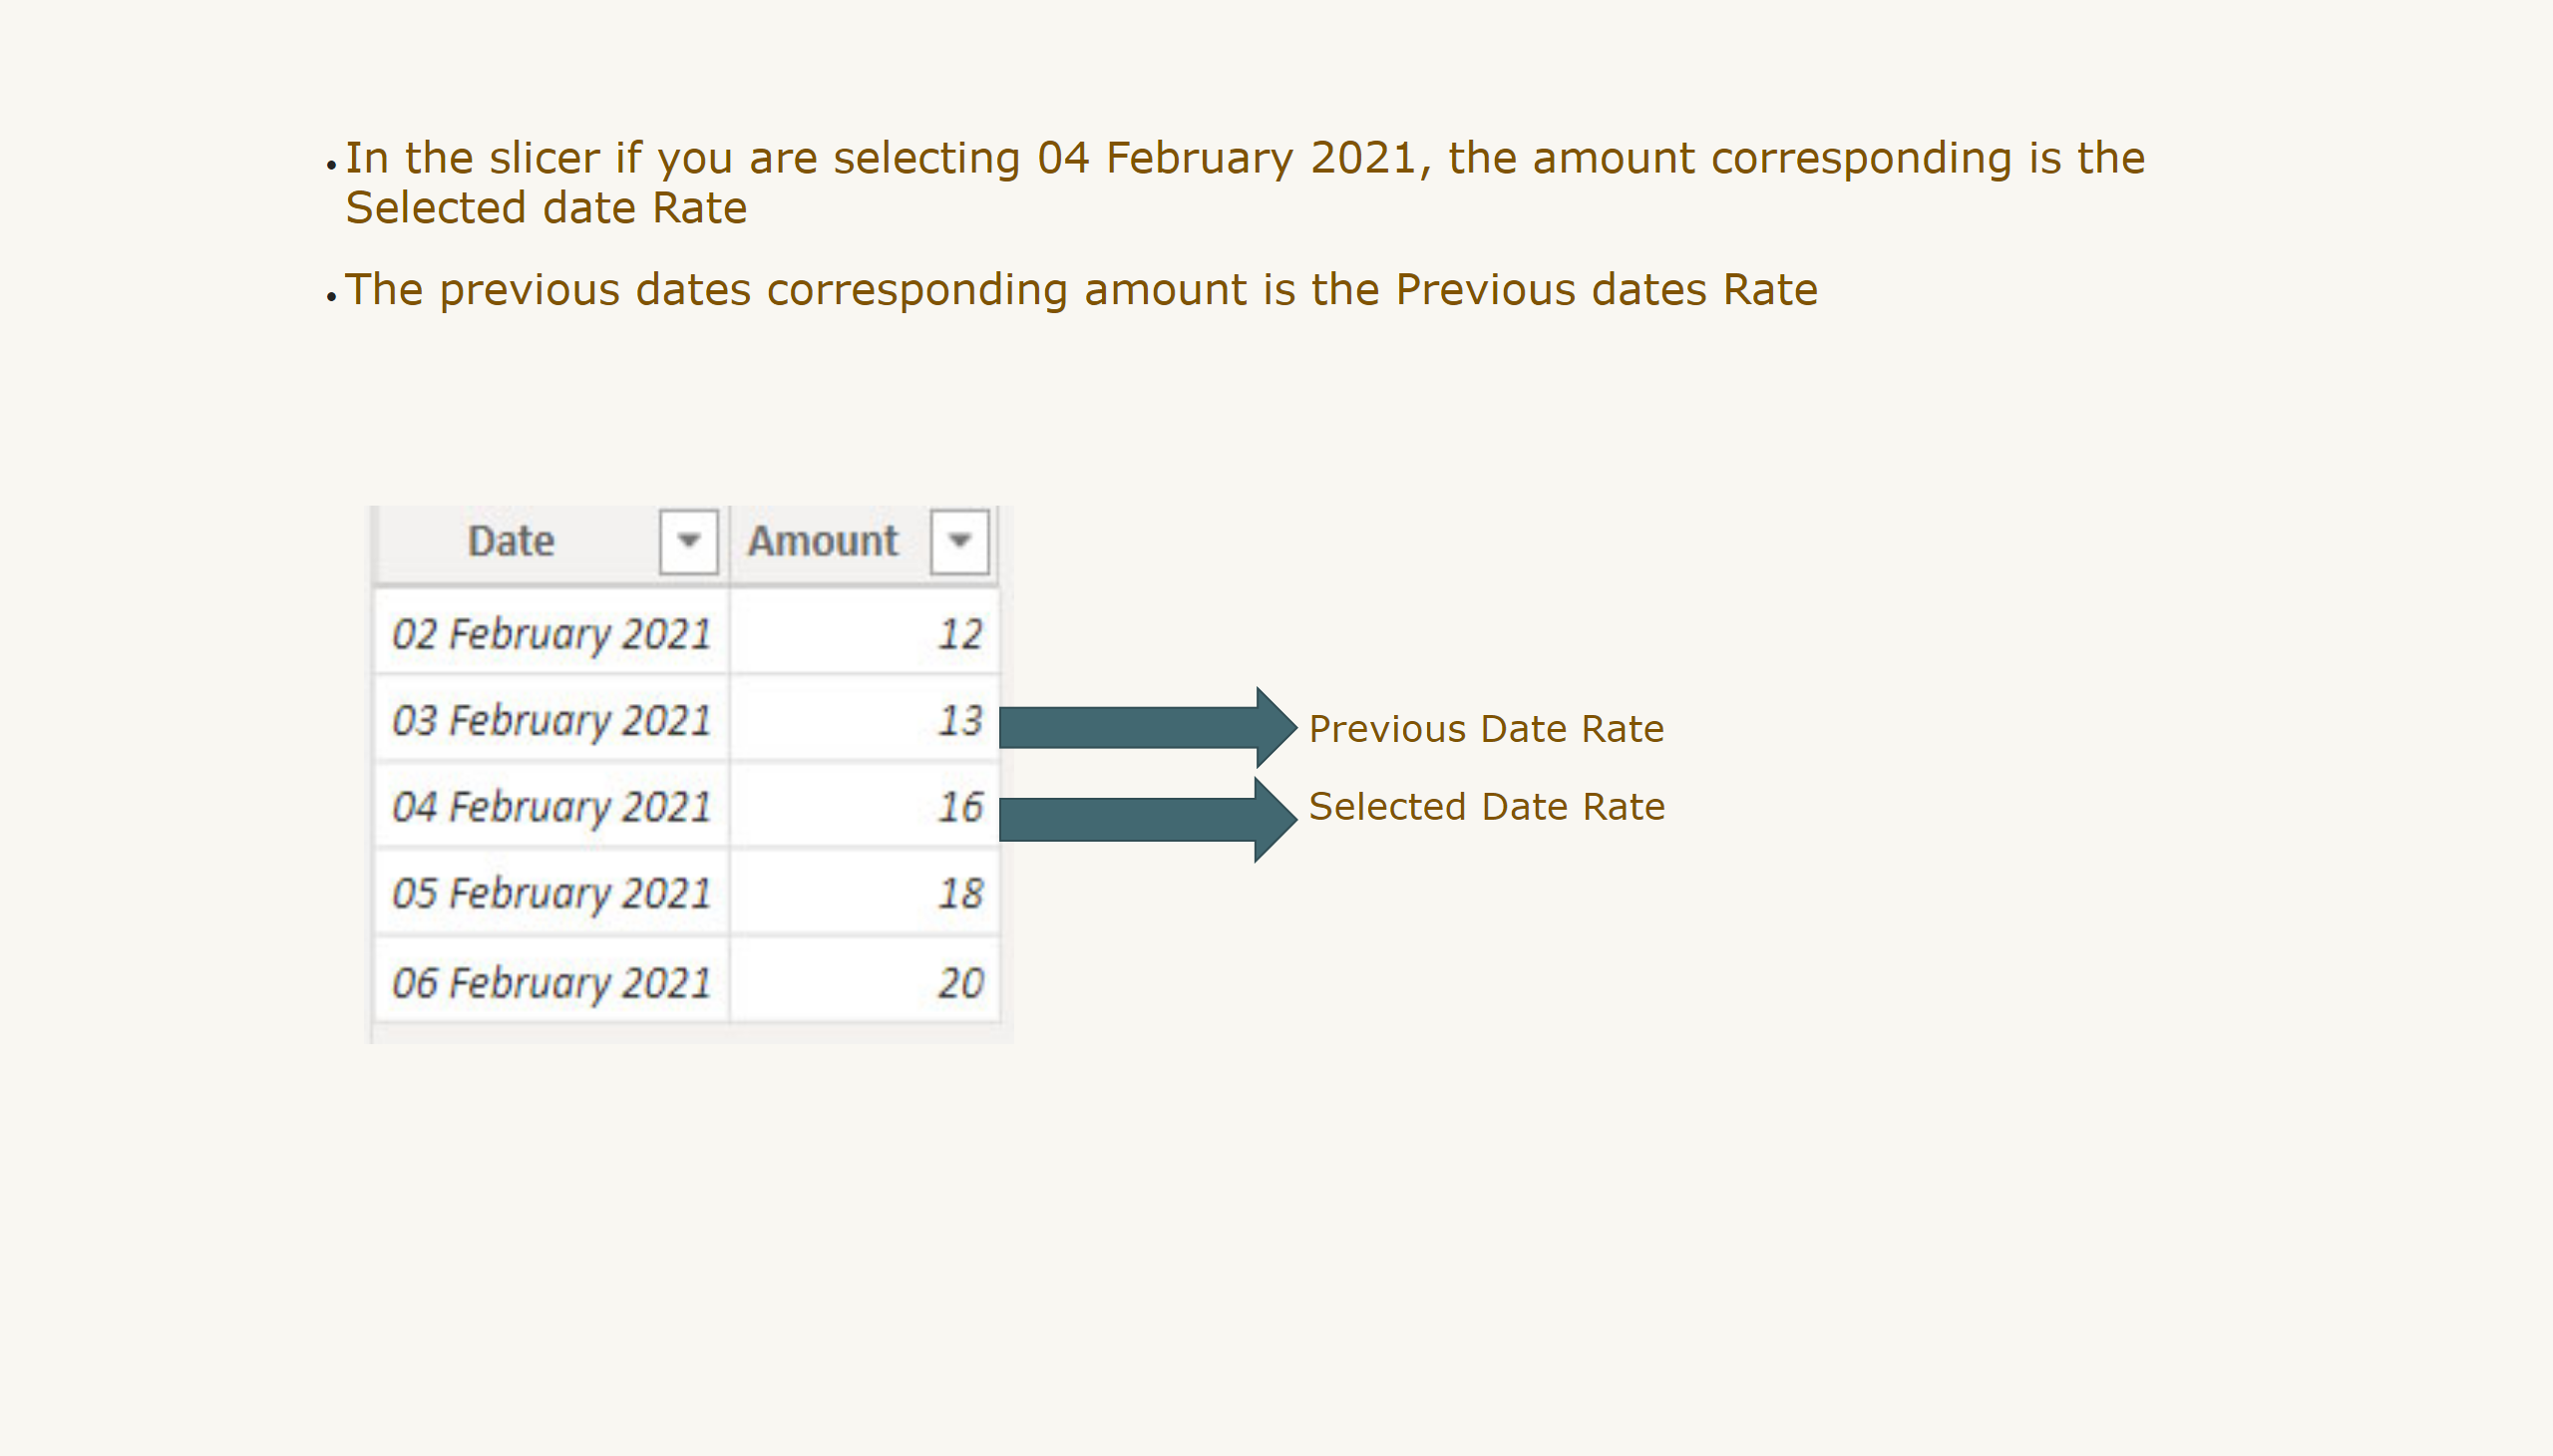 • In the slicer if you are selecting 04 February 2021, the amount corresponding is the
Selected date Rate
• The previous dates corresponding amount is the Previous dates Rate
Date Amount
02 February 2021 12
03 February 2021 13 Previous Date Rate
04 February 2021 16 Selected Date Rate
05 February 2021 18
06 February 2021 20